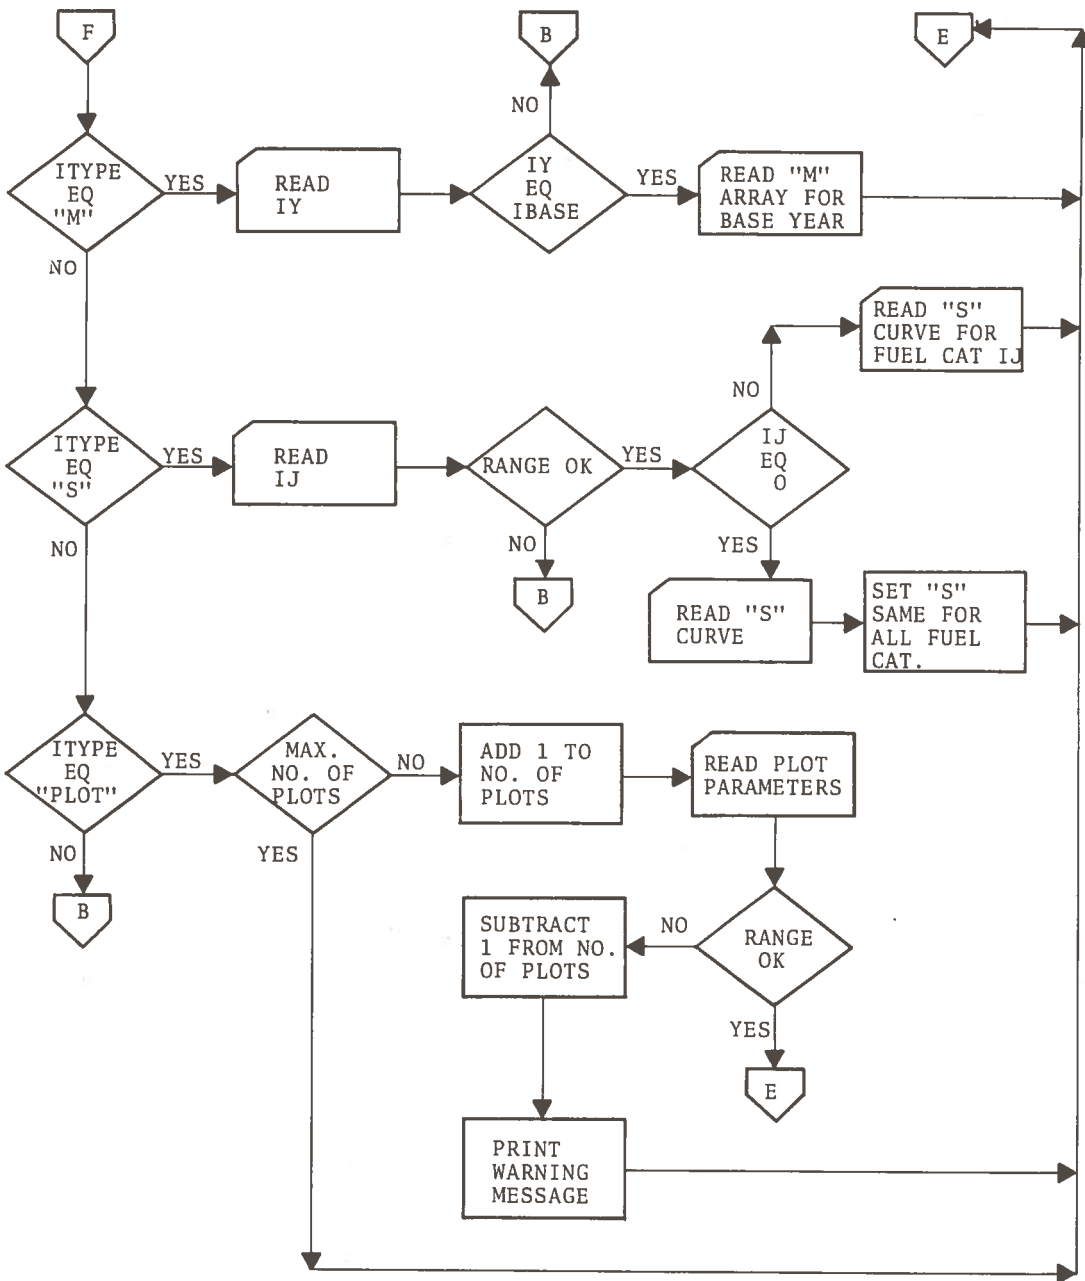 F
B
E
NO
ITYPE
EQ
"M"
YES
READ
IY
IY
EQ
IBASE
YES
READ "M"
ARRAY FOR
BASE YEAR
NO
READ "S"
CURVE FOR
FUEL CAT IJ
NO
ITYPE
EQ
"S"
YES
READ
IJ
RANGE OK
YES
IJ
EQ
O
NO
NO
B
YES
READ "S"
CURVE
SET "S"
SAME FOR
ALL FUEL
CAT.
ITYPE
EQ
"PLOT"
YES
MAX.
NO. OF
PLOTS
NO
ADD 1 TO
NO. OF
PLOTS
READ PLOT
PARAMETERS
NO
B
YES
SUBTRACT
1 FROM NO.
OF PLOTS
NO
RANGE
OK
YES
E
PRINT
WARNING
MESSAGE